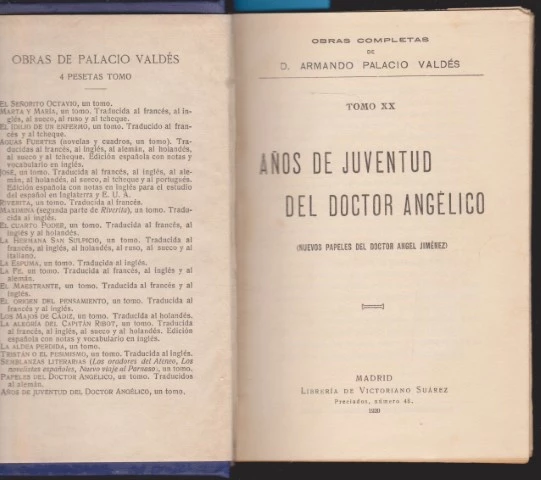 OBRAS DE PALACIO VALDÉS
4 PESETAS TOMO
EL SEÑORITO OCTAVIO, un tomo.
MARTA Y MARÍA, un tomo. Traducida al francés, al in-
glés, al sueco, al ruso y al tcheque.
EL IDILIO DE UN ENFERMO, un tomo. Traducido al fran-
cés y al tcheque.
AGUAS FUERTES (novelas y cuadros, un tomo). Tra-
ducidas al francés, al inglés, al alemán, al holandés,
al sueco y al tcheque. Edición española con notas y
vocabulario en inglés.
JOSÉ, un tomo. Traducida al francés, al inglés, al ale-
mán, al holandés, al sueco, al tcheque y al portugués.
Edición española con notas en inglés para el estudio
del español en Inglaterra y E. U. A.
RIVERITA, un tomo. Traducida al francés.
MAXIMINA (segunda parte de Riverita), un tomo. Tradu-
cida al inglés.
EL CUARTO PODER, un tomo. Traducida al francés, al
inglés y al holandés.
LA HERMANA SAN SULPICIO, un tomo. Traducida al
francés, al inglés, al holandés, al ruso, al sueco y al
italiano.
LA ESPUMA, un tomo. Traducida al inglés.
LA FE, un tomo. Traducida al francés, al inglés y al
alemán.
EL MAESTRANTE, un tomo. Traducida al francés y al
inglés.
EL ORIGEN DEL PENSAMIENTO, un tomo. Traducida al
francés y al inglés.
LOS MAJOS DE CÁDIZ, un tomo. Traducida al holandés.
LA ALEGRÍA DEL CAPITÁN RIBOT, un tomo. Traducida
al francés, al inglés, al sueco y al holandés. Edición
española con notas y vocabulario en inglés.
LA ALDEA PERDIDA, un tomo.
TRISTÁN O EL PESIMISMO, un tomo. Traducida al inglés.
SEMBLANZAS LITERARIAS (Los oradores del Ateneo, Los
novelistas españoles, Nuevo viaje al Parnaso), un tomo.
PAPELES DEL DOCTOR ANGÉLICO, un tomo. Traducidos
al alemán.
AÑOS DE JUVENTUD DEL DOCTOR ANGÉLICO, un tomo.
OBRAS COMPLETAS
DE
D. ARMANDO PALACIO VALDÉS
TOMO XX
AÑOS DE JUVENTUD
DEL DOCTOR ANGÉLICO
(NUEVOS PAPELES DEL DOCTOR ANGEL JIMÉNEZ)
MADRID
LIBRERÍA DE VICTORIANO SUÁREZ
Preciados, número 48.
1920